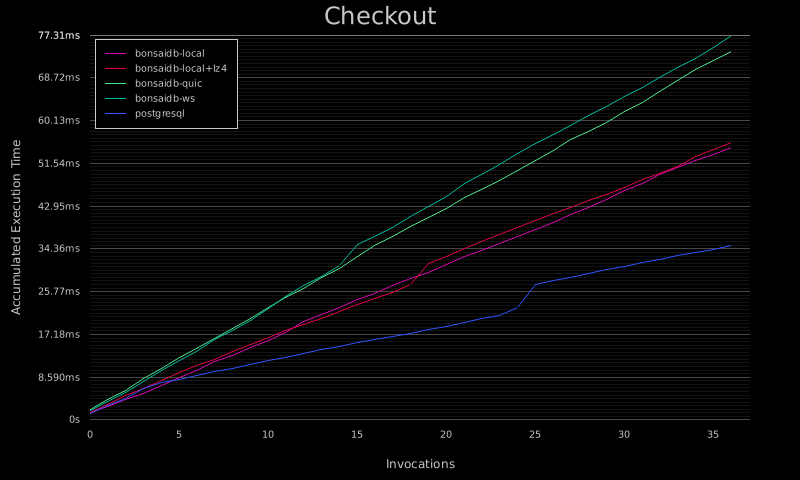 Checkout
77.31ms
68.72ms
60.13ms
51.54ms
42.95ms
34.36ms
25.77ms
17.18ms
8.590ms
0s
bonsaidb-local
bonsaidb-local+lz4
bonsaidb-quic
bonsaidb-ws
postgresql
Accumulated Execution Time
0 5 10 15 20 25 30 35
Invocations